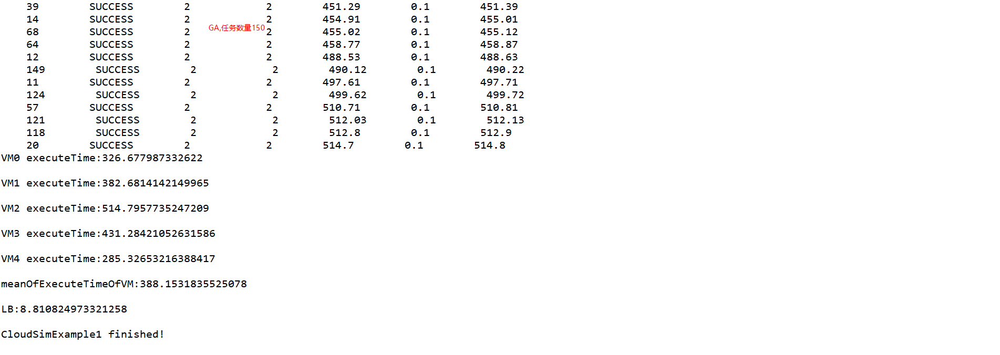 39 SUCCESS 2 2 451.29 0.1 451.39
14 SUCCESS 2 2 454.91 0.1 455.01
GA,任务数量150
68 SUCCESS 2 2 455.02 0.1 455.12
64 SUCCESS 2 2 458.77 0.1 458.87
12 SUCCESS 2 2 488.53 0.1 488.63
149 SUCCESS 2 2 490.12 0.1 490.22
11 SUCCESS 2 2 497.61 0.1 497.71
124 SUCCESS 2 2 499.62 0.1 499.72
57 SUCCESS 2 2 510.71 0.1 510.81
121 SUCCESS 2 2 512.03 0.1 512.13
118 SUCCESS 2 2 512.8 0.1 512.9
20 SUCCESS 2 2 514.7 0.1 514.8
VM0 executeTime:326.677987332622
VM1 executeTime:382.6814142149965
VM2 executeTime:514.7957735247209
VM3 executeTime:431.28421052631586
VM4 executeTime:285.32653216388417
meanOfExecuteTimeOfVM:388.1531835525078
LB:8.810824973321258
CloudSimExample1 finished!